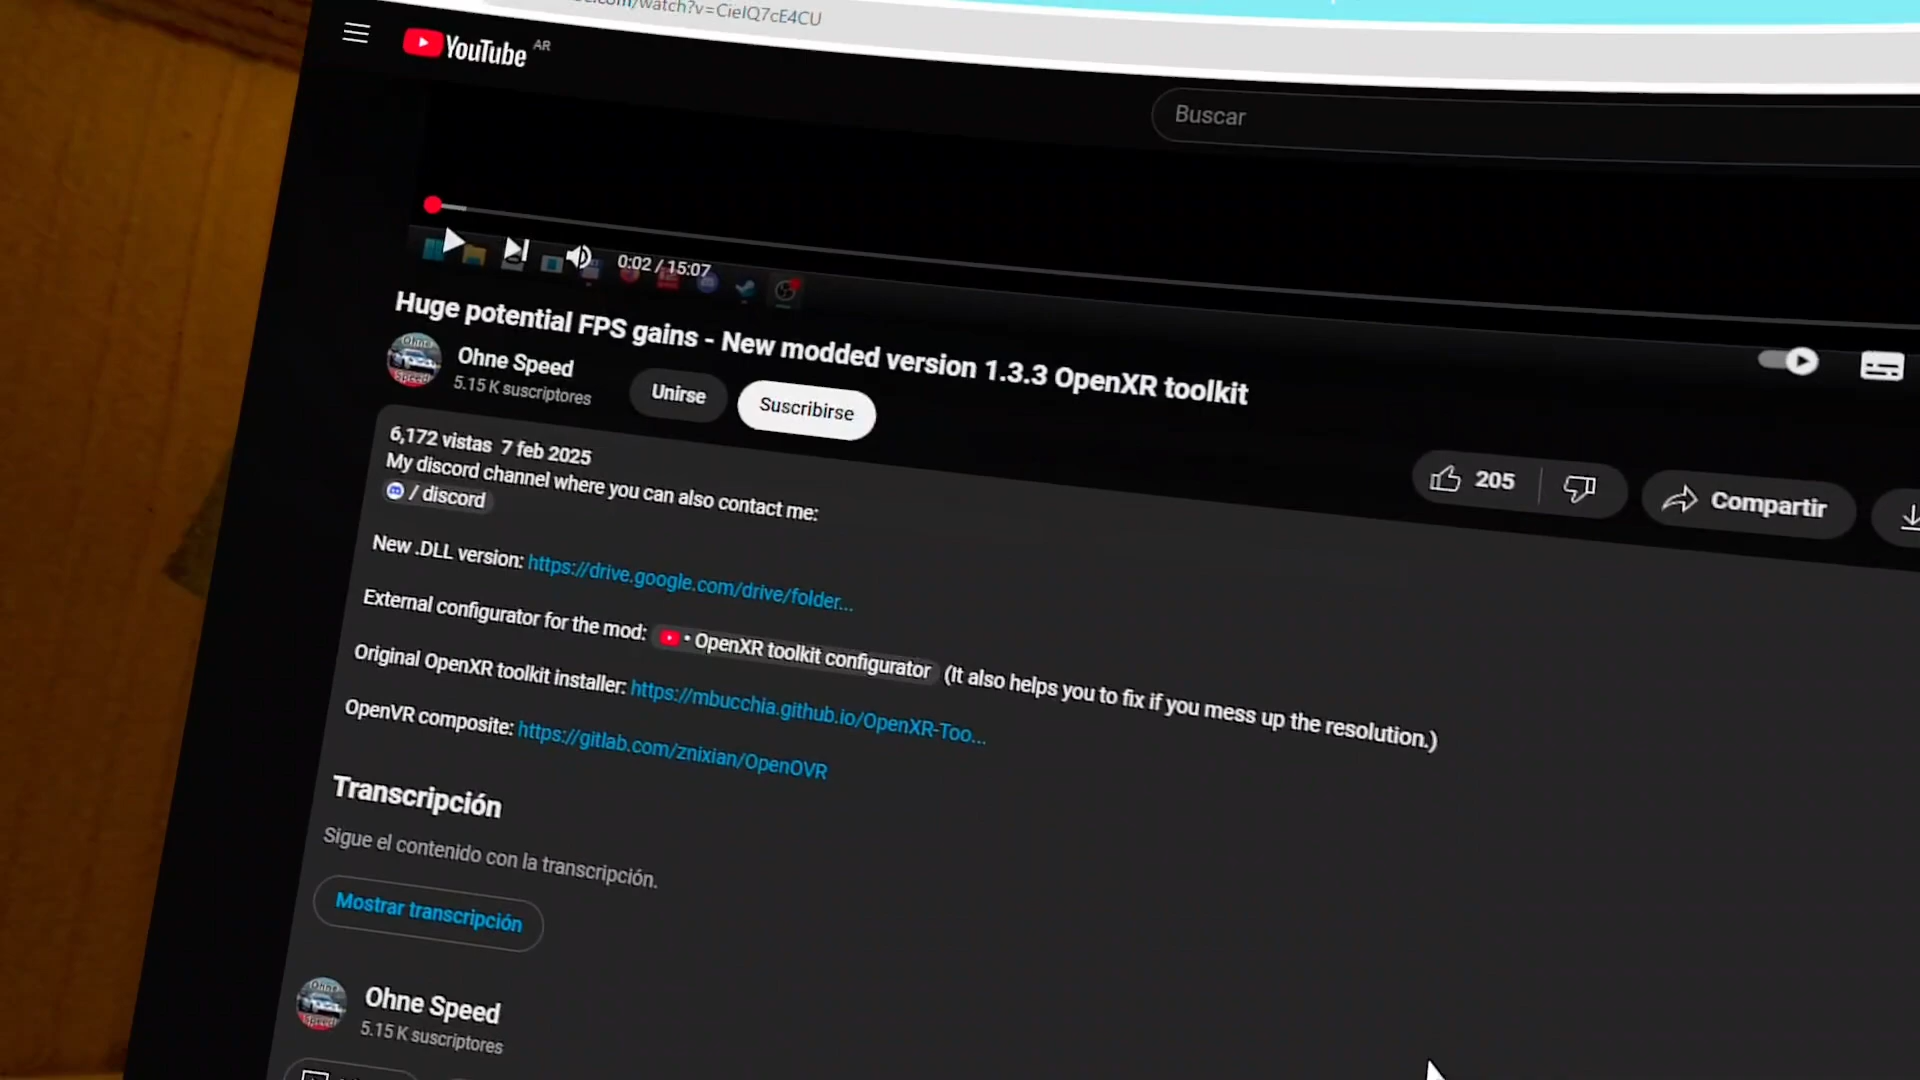 /watch?v=CieIQ7cE4CU
YouTube AR
Buscar
0:02 / 15:07
Huge potential FPS gains - New modded version 1.3.3 OpenXR toolkit
Ohne Speed
5.15 K suscriptores
Unirse
Suscribirse
205
Compartir
6,172 vistas 7 feb 2025
My discord channel where you can also contact me:
/ discord
New .DLL version: https://drive.google.com/drive/folder...
External configurator for the mod: • OpenXR toolkit configurator (It also helps you to fix if you mess up the resolution.)
Original OpenXR toolkit installer: https://mbucchia.github.io/OpenXR-Too...
OpenVR composite: https://gitlab.com/znixian/OpenOVR
Transcripción
Sigue el contenido con la transcripción.
Mostrar transcripción
Ohne Speed
Ohne Speed
5.15 K suscriptores